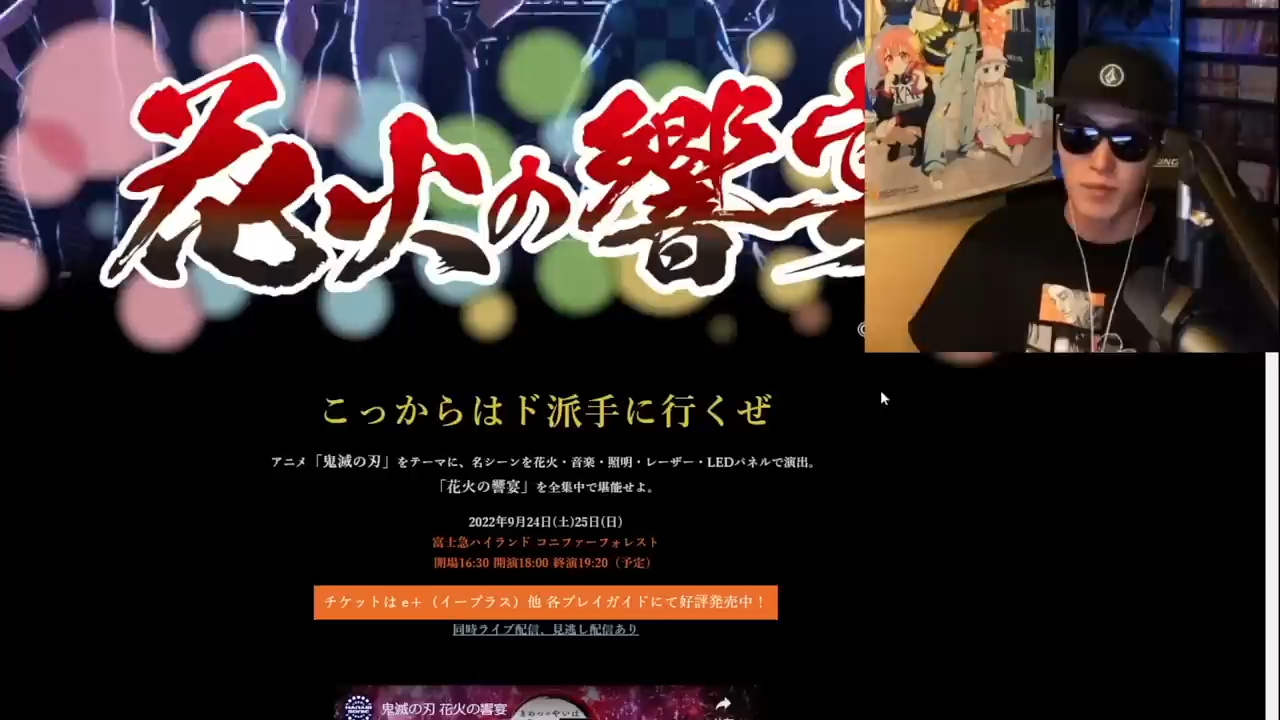 花火の響宴
こっからはド派手に行くぜ
アニメ「鬼滅の刃」をテーマに、名シーンを花火・音楽・照明・レーザー・LEDパネルで演出。
「花火の響宴」を全集中で堪能せよ。
2022年9月24日(土)25日(日)
富士急ハイランド コニファーフォレスト
開場16:30 開演18:00 終演19:20（予定）
チケットは e+（イープラス）他 各プレイガイドにて好評発売中！
同時ライブ配信、見逃し配信あり
鬼滅の刃 花火の響宴